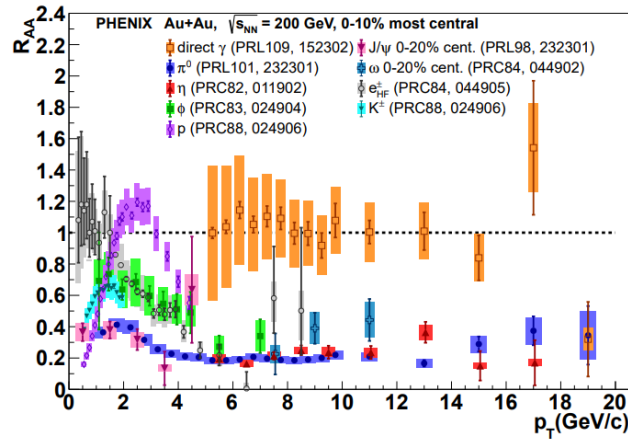 PHENIX Au+Au, √sNN = 200 GeV, 0-10% most central
direct γ (PRL109, 152302)
J/ψ 0-20% cent. (PRL98, 232301)
π⁰ (PRL101, 232301)
ω 0-20% cent. (PRC84, 044902)
η (PRC82, 011902)
e±HF (PRC84, 044905)
φ (PRC83, 024904)
K± (PRC88, 024906)
p (PRC88, 024906)
RAA
2.4
2.2
2
1.8
1.6
1.4
1.2
1
0.8
0.6
0.4
0.2
0
0 2 4 6 8 10 12 14 16 18 20
pT(GeV/c)